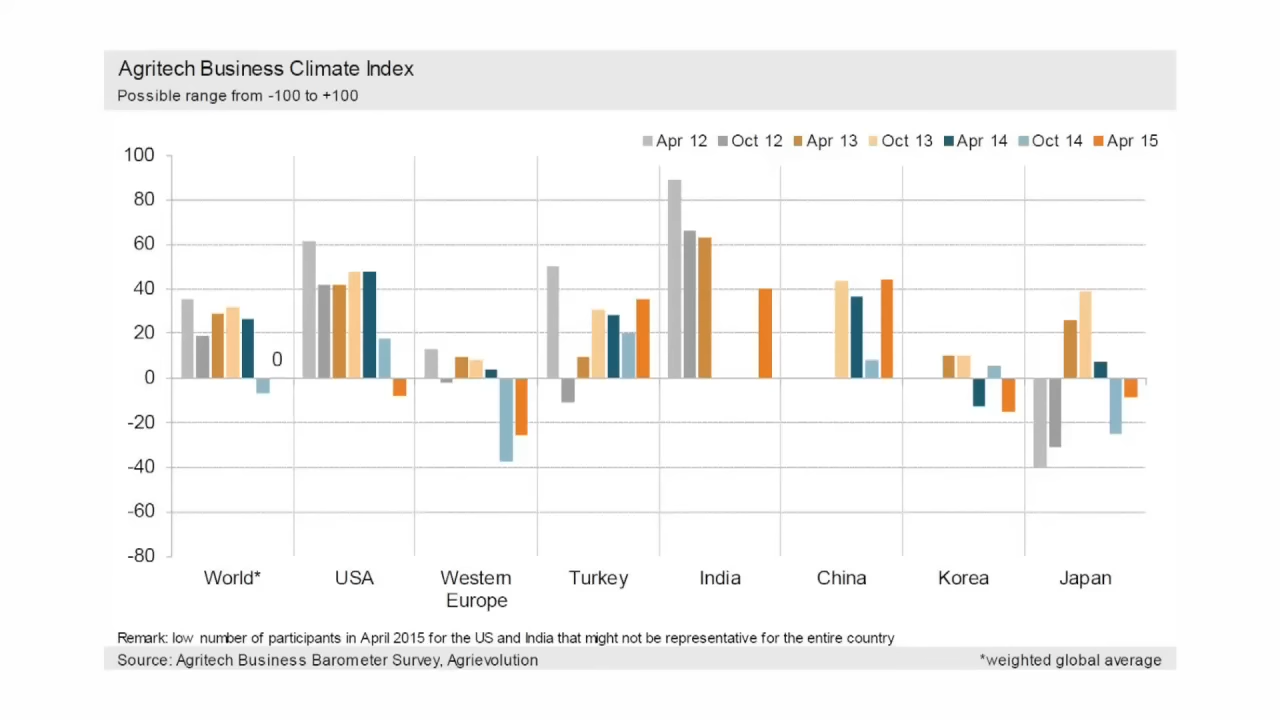 Agritech Business Climate Index
Possible range from -100 to +100
Apr 12 Oct 12 Apr 13 Oct 13 Apr 14 Oct 14 Apr 15
100
80
60
40
20
0
-20
-40
-60
-80
0
World* USA Western Europe Turkey India China Korea Japan
Remark: low number of participants in April 2015 for the US and India that might not be representative for the entire country
Source: Agritech Business Barometer Survey, Agrievolution *weighted global average